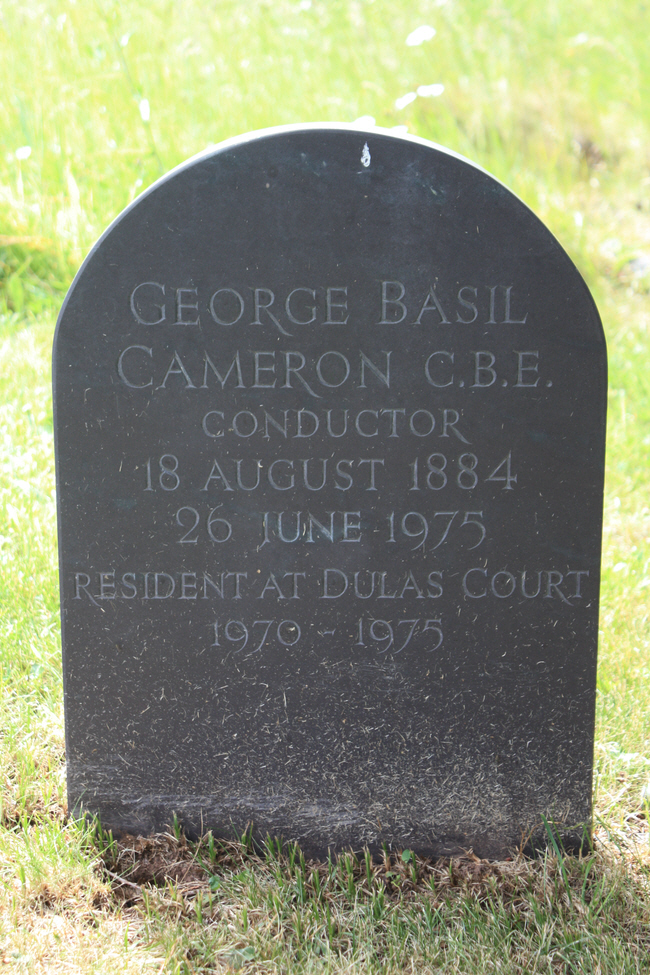 GEORGE BASIL
CAMERON C.B.E.
CONDUCTOR
18 AUGUST 1884
26 JUNE 1975
RESIDENT AT DULAS COURT
1970 - 1975